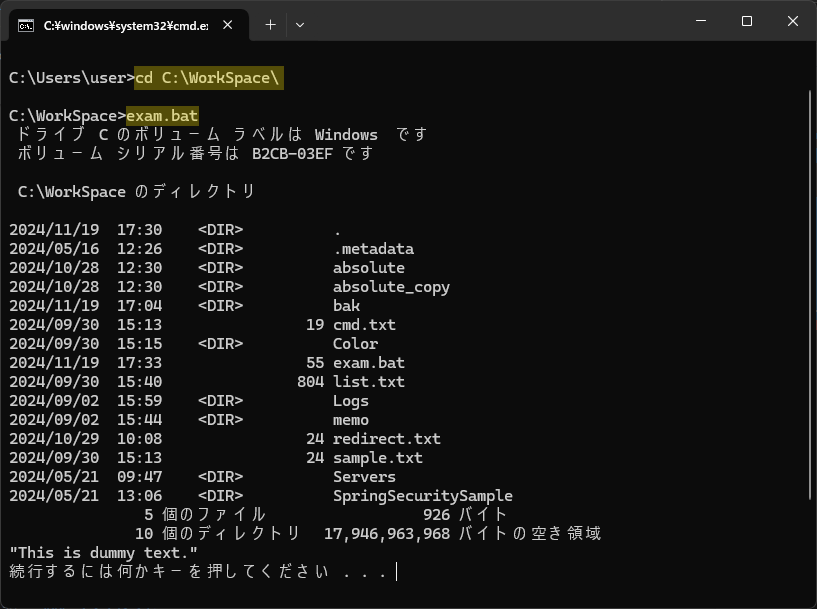 C:¥windows¥system32¥cmd.e
C:\Users\user>cd C:\WorkSpace\
C:\WorkSpace>exam.bat
 ドライブ C のボリューム ラベルは Windows  です
 ボリューム シリアル番号は B2CB-03EF です
 C:\WorkSpace のディレクトリ
2024/11/19  17:30    <DIR>          .
2024/05/16  12:26    <DIR>          .metadata
2024/10/28  12:30    <DIR>          absolute
2024/10/28  12:30    <DIR>          absolute_copy
2024/11/19  17:04    <DIR>          bak
2024/09/30  15:13                19 cmd.txt
2024/09/30  15:15    <DIR>          Color
2024/11/19  17:33                55 exam.bat
2024/09/30  15:40               804 list.txt
2024/09/02  15:59    <DIR>          Logs
2024/09/02  15:44    <DIR>          memo
2024/10/29  10:08                24 redirect.txt
2024/09/30  15:13                24 sample.txt
2024/05/21  09:47    <DIR>          Servers
2024/05/21  13:06    <DIR>          SpringSecuritySample
               5 個のファイル                 926 バイト
              10 個のディレクトリ  17,946,963,968 バイトの空き領域
"This is dummy text."
続行するには何かキーを押してください . . .